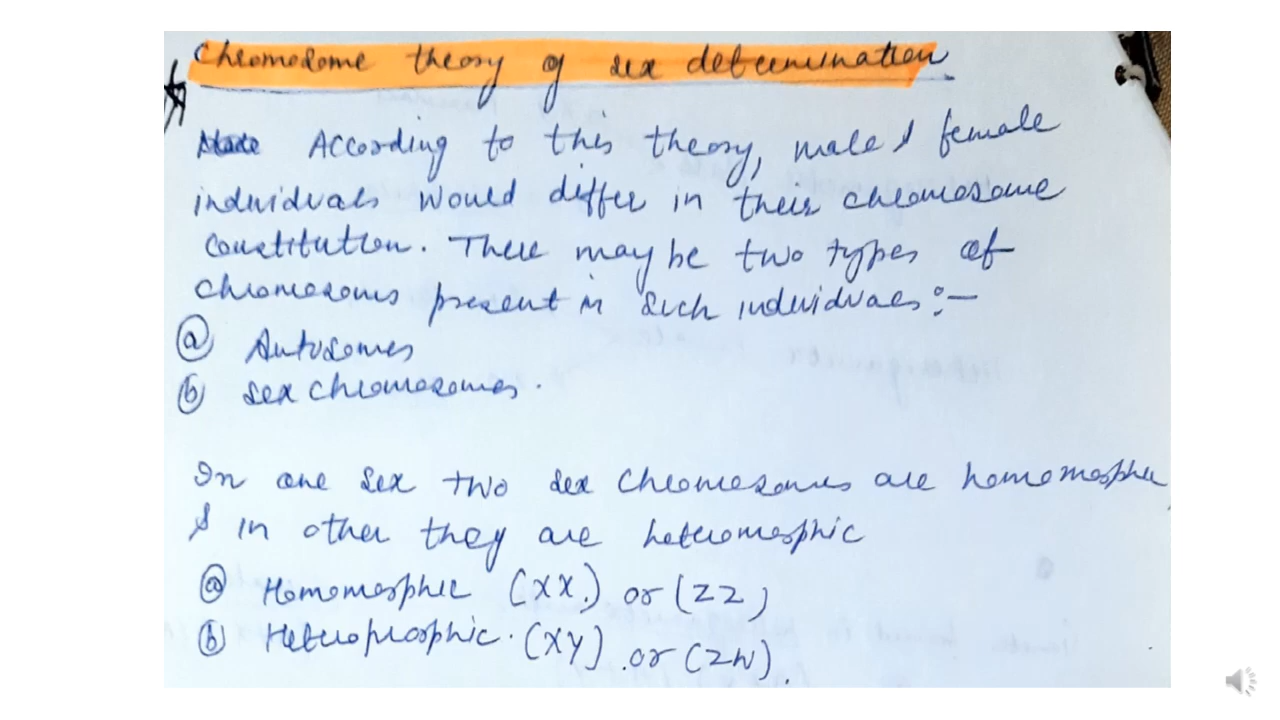 Chromosome theory of sex determination
According to this theory, male & female
individuals would differ in their chromosome
constitution. There may be two types of
chromosomes present in such individuals :-
(a) Autosomes
(b) sex chromosomes.
In one sex two sex chromosomes are homomorphic
& in other they are heteromorphic
(a) Homomorphic (XX) or (ZZ)
(b) Heteromorphic. (XY) or (ZW).